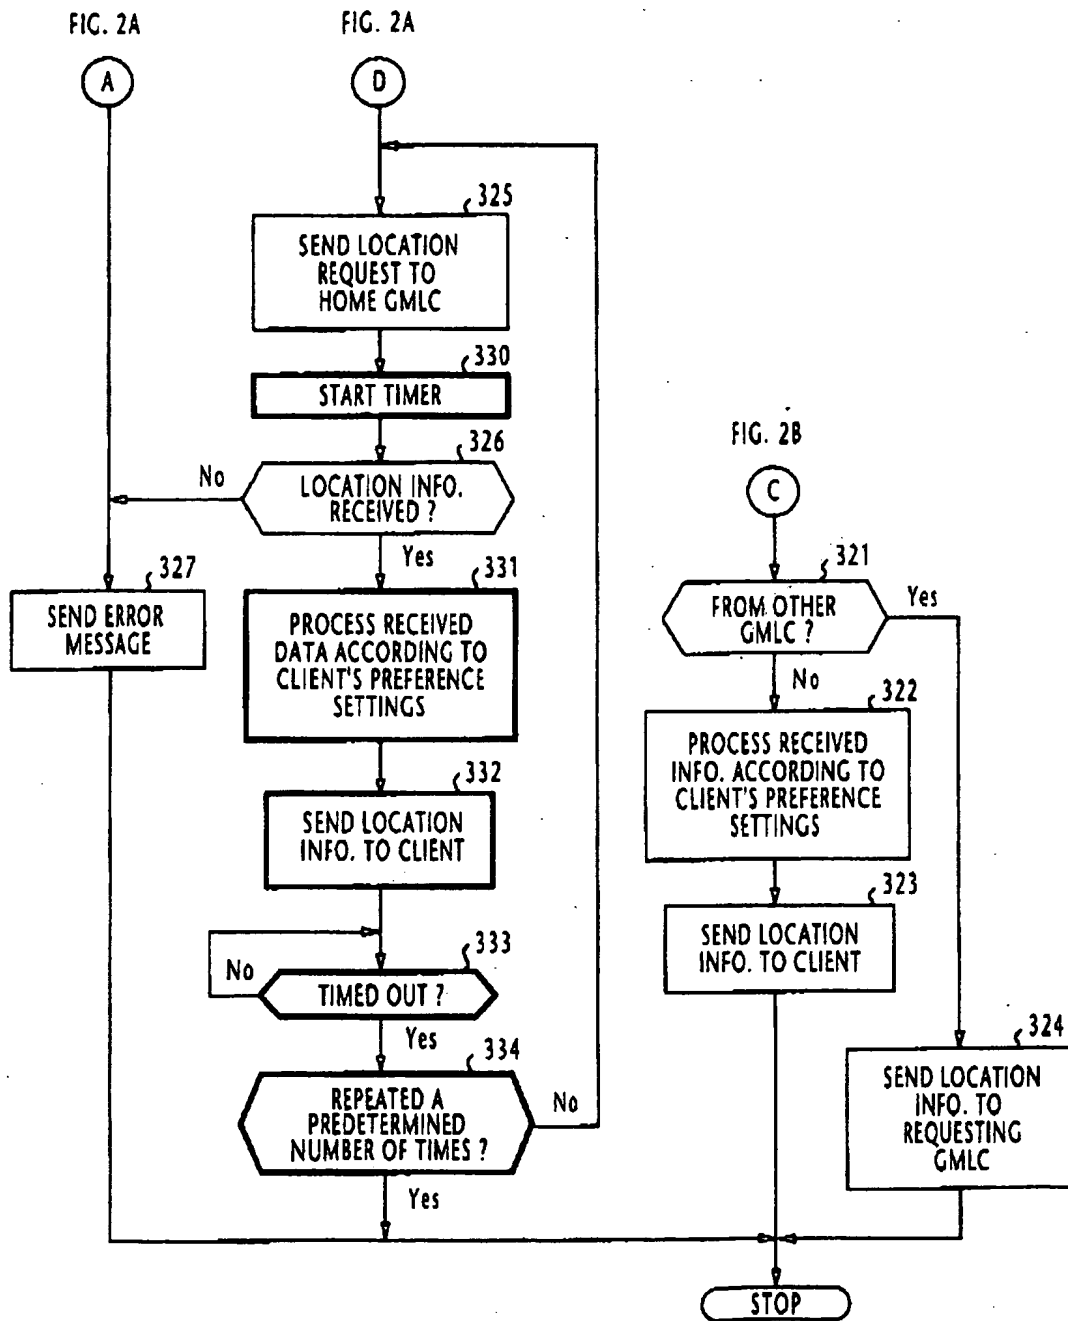 FIG. 2A
A
FIG. 2A
D
325
SEND LOCATION
REQUEST TO
HOME GMLC
330
START TIMER
326
No
LOCATION INFO.
RECEIVED ?
Yes
327
SEND ERROR
MESSAGE
331
PROCESS RECEIVED
DATA ACCORDING TO
CLIENT'S PREFERENCE
SETTINGS
332
SEND LOCATION
INFO. TO CLIENT
333
No
TIMED OUT ?
Yes
334
REPEATED A
PREDETERMINED
NUMBER OF TIMES ?
No
Yes
FIG. 2B
C
321
FROM OTHER
GMLC ?
Yes
No
322
PROCESS RECEIVED
INFO. ACCORDING TO
CLIENT'S PREFERENCE
SETTINGS
323
SEND LOCATION
INFO. TO CLIENT
324
SEND LOCATION
INFO. TO
REQUESTING
GMLC
STOP